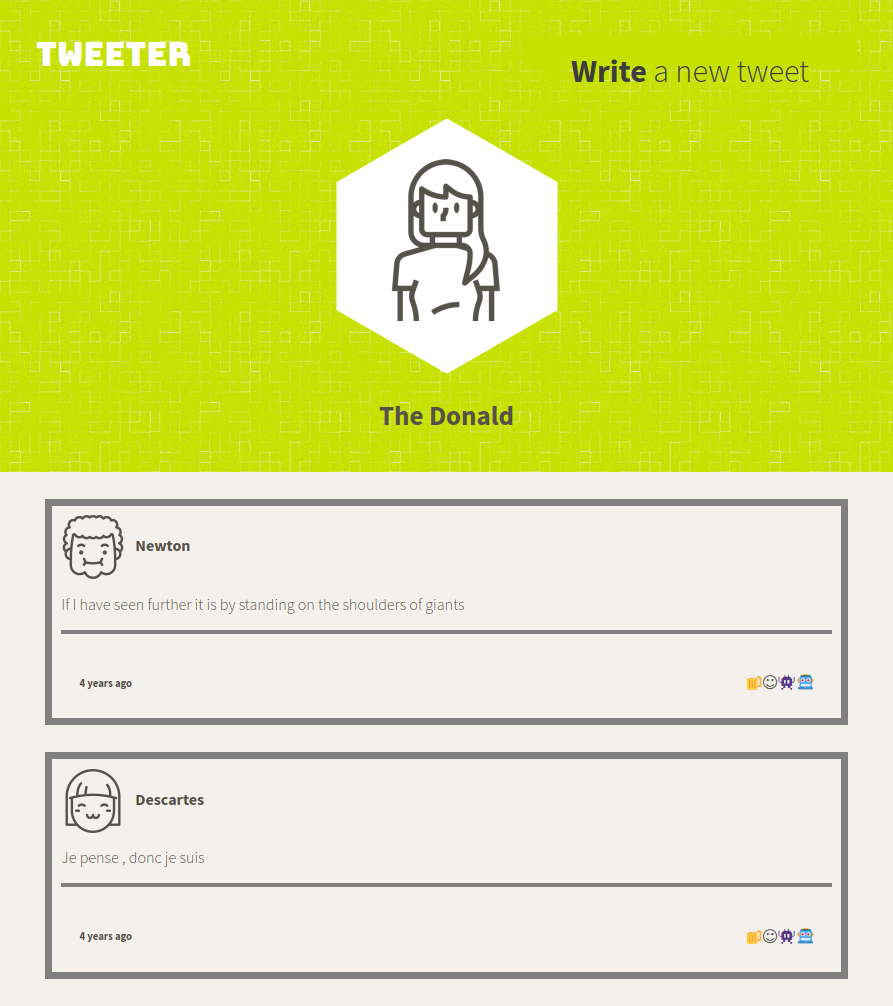 TWEETER
Write a new tweet
The Donald
Newton
If I have seen further it is by standing on the shoulders of giants
4 years ago
Descartes
Je pense , donc je suis
4 years ago